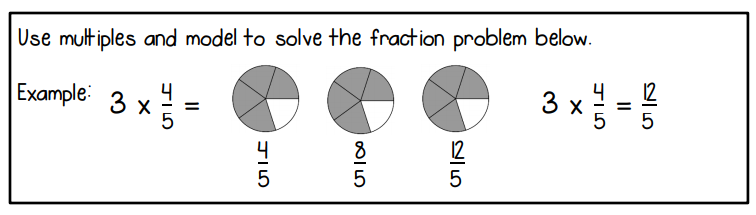 Use multiples and model to solve the fraction problem below.
Example: 3 x 4/5 =
4/5 8/5 12/5
3 x 4/5 = 12/5